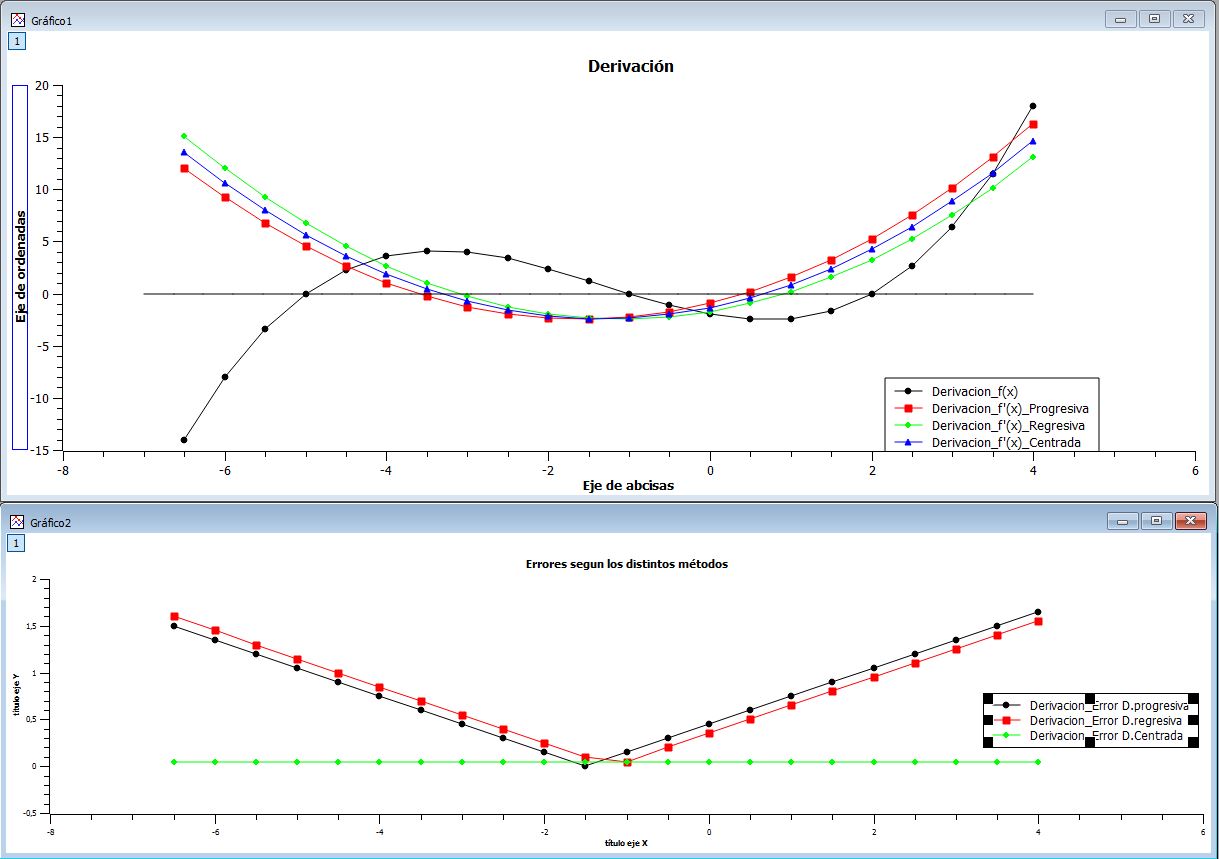 Gráfico1
1
Derivación
20
15
10
5
0
-5
-10
-15
Eje de ordenadas
-8
-6
-4
-2
0
2
4
6
Eje de abcisas
Derivacion_f(x)
Derivacion_f'(x)_Progresiva
Derivacion_f'(x)_Regresiva
Derivacion_f'(x)_Centrada
Gráfico2
1
Errores segun los distintos métodos
2
1,5
1
0,5
0
-0,5
título eje Y
-8
-6
-4
-2
0
2
4
6
título eje X
Derivacion_Error D.progresiva
Derivacion_Error D.regresiva
Derivacion_Error D.Centrada